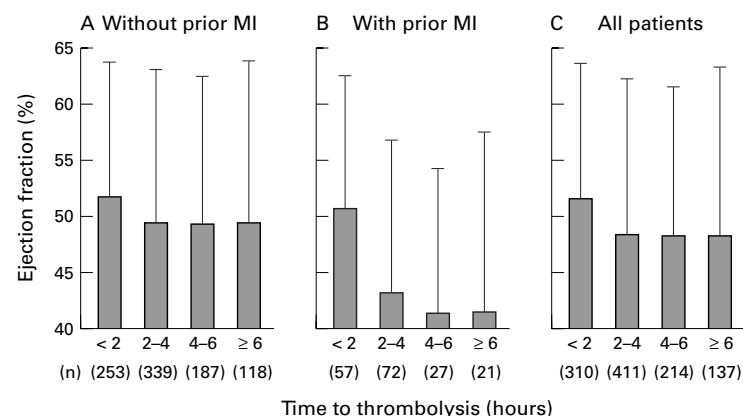 A Without prior MI
B With prior MI
C All patients
Ejection fraction (%)
65
60
55
50
45
40
< 2 2–4 4–6 ≥ 6
< 2 2–4 4–6 ≥ 6
< 2 2–4 4–6 ≥ 6
(n) (253) (339) (187) (118)
(57) (72) (27) (21)
(310) (411) (214) (137)
Time to thrombolysis (hours)